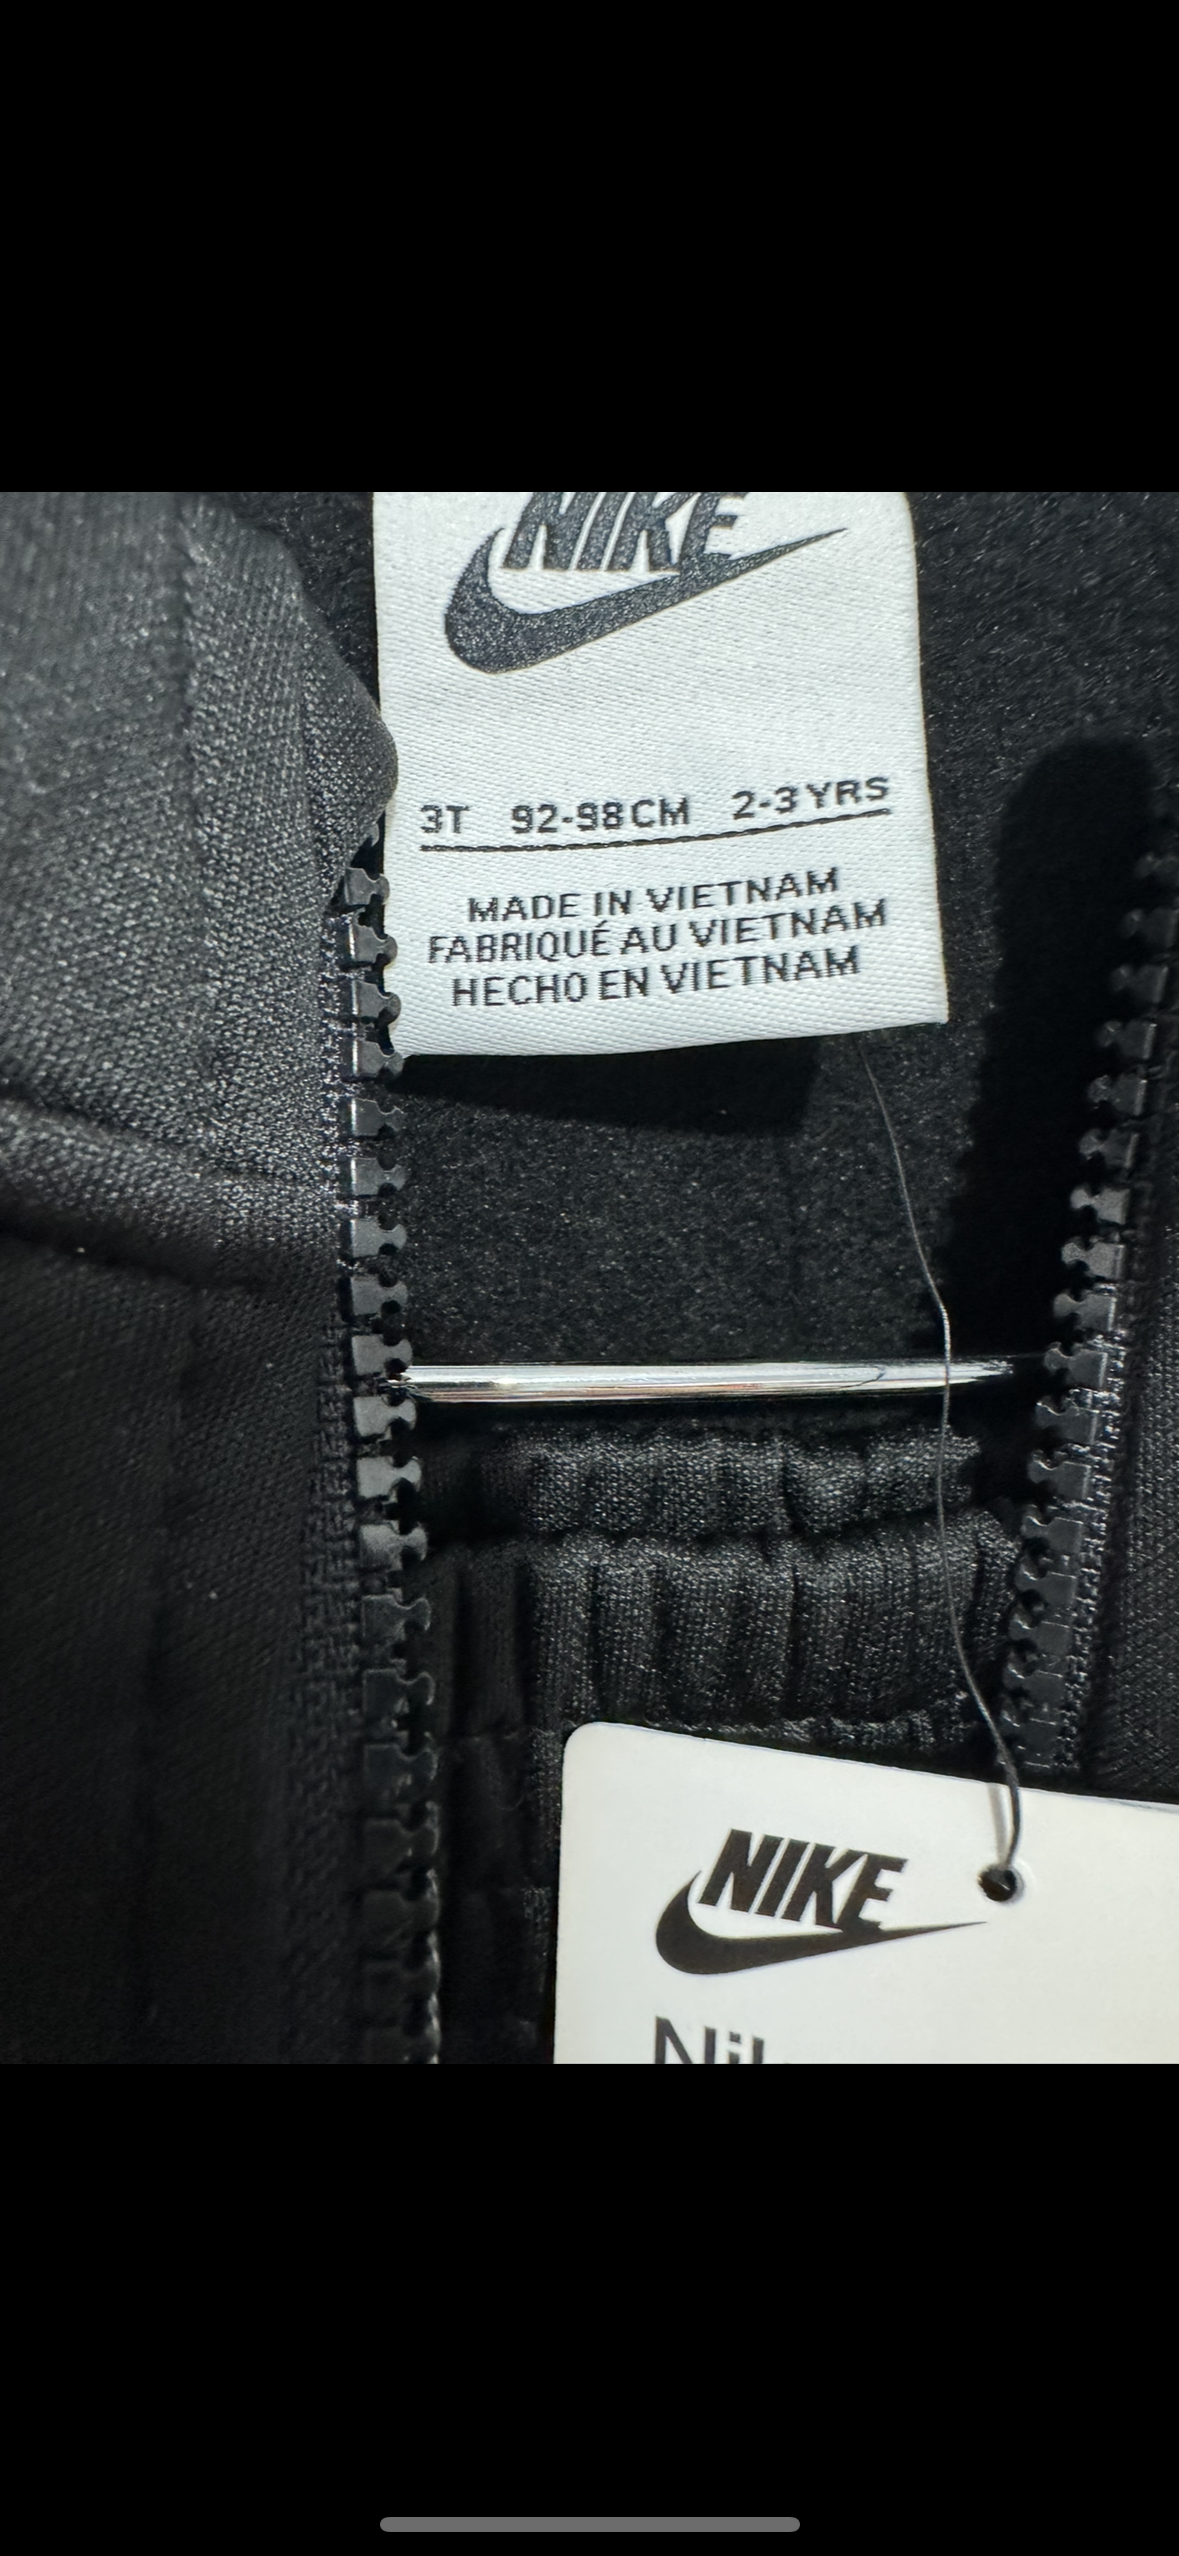 NIKE
3T 92-98CM 2-3YRS
MADE IN VIETNAM
FABRIQUÉ AU VIETNAM
HECHO EN VIETNAM
NIKE